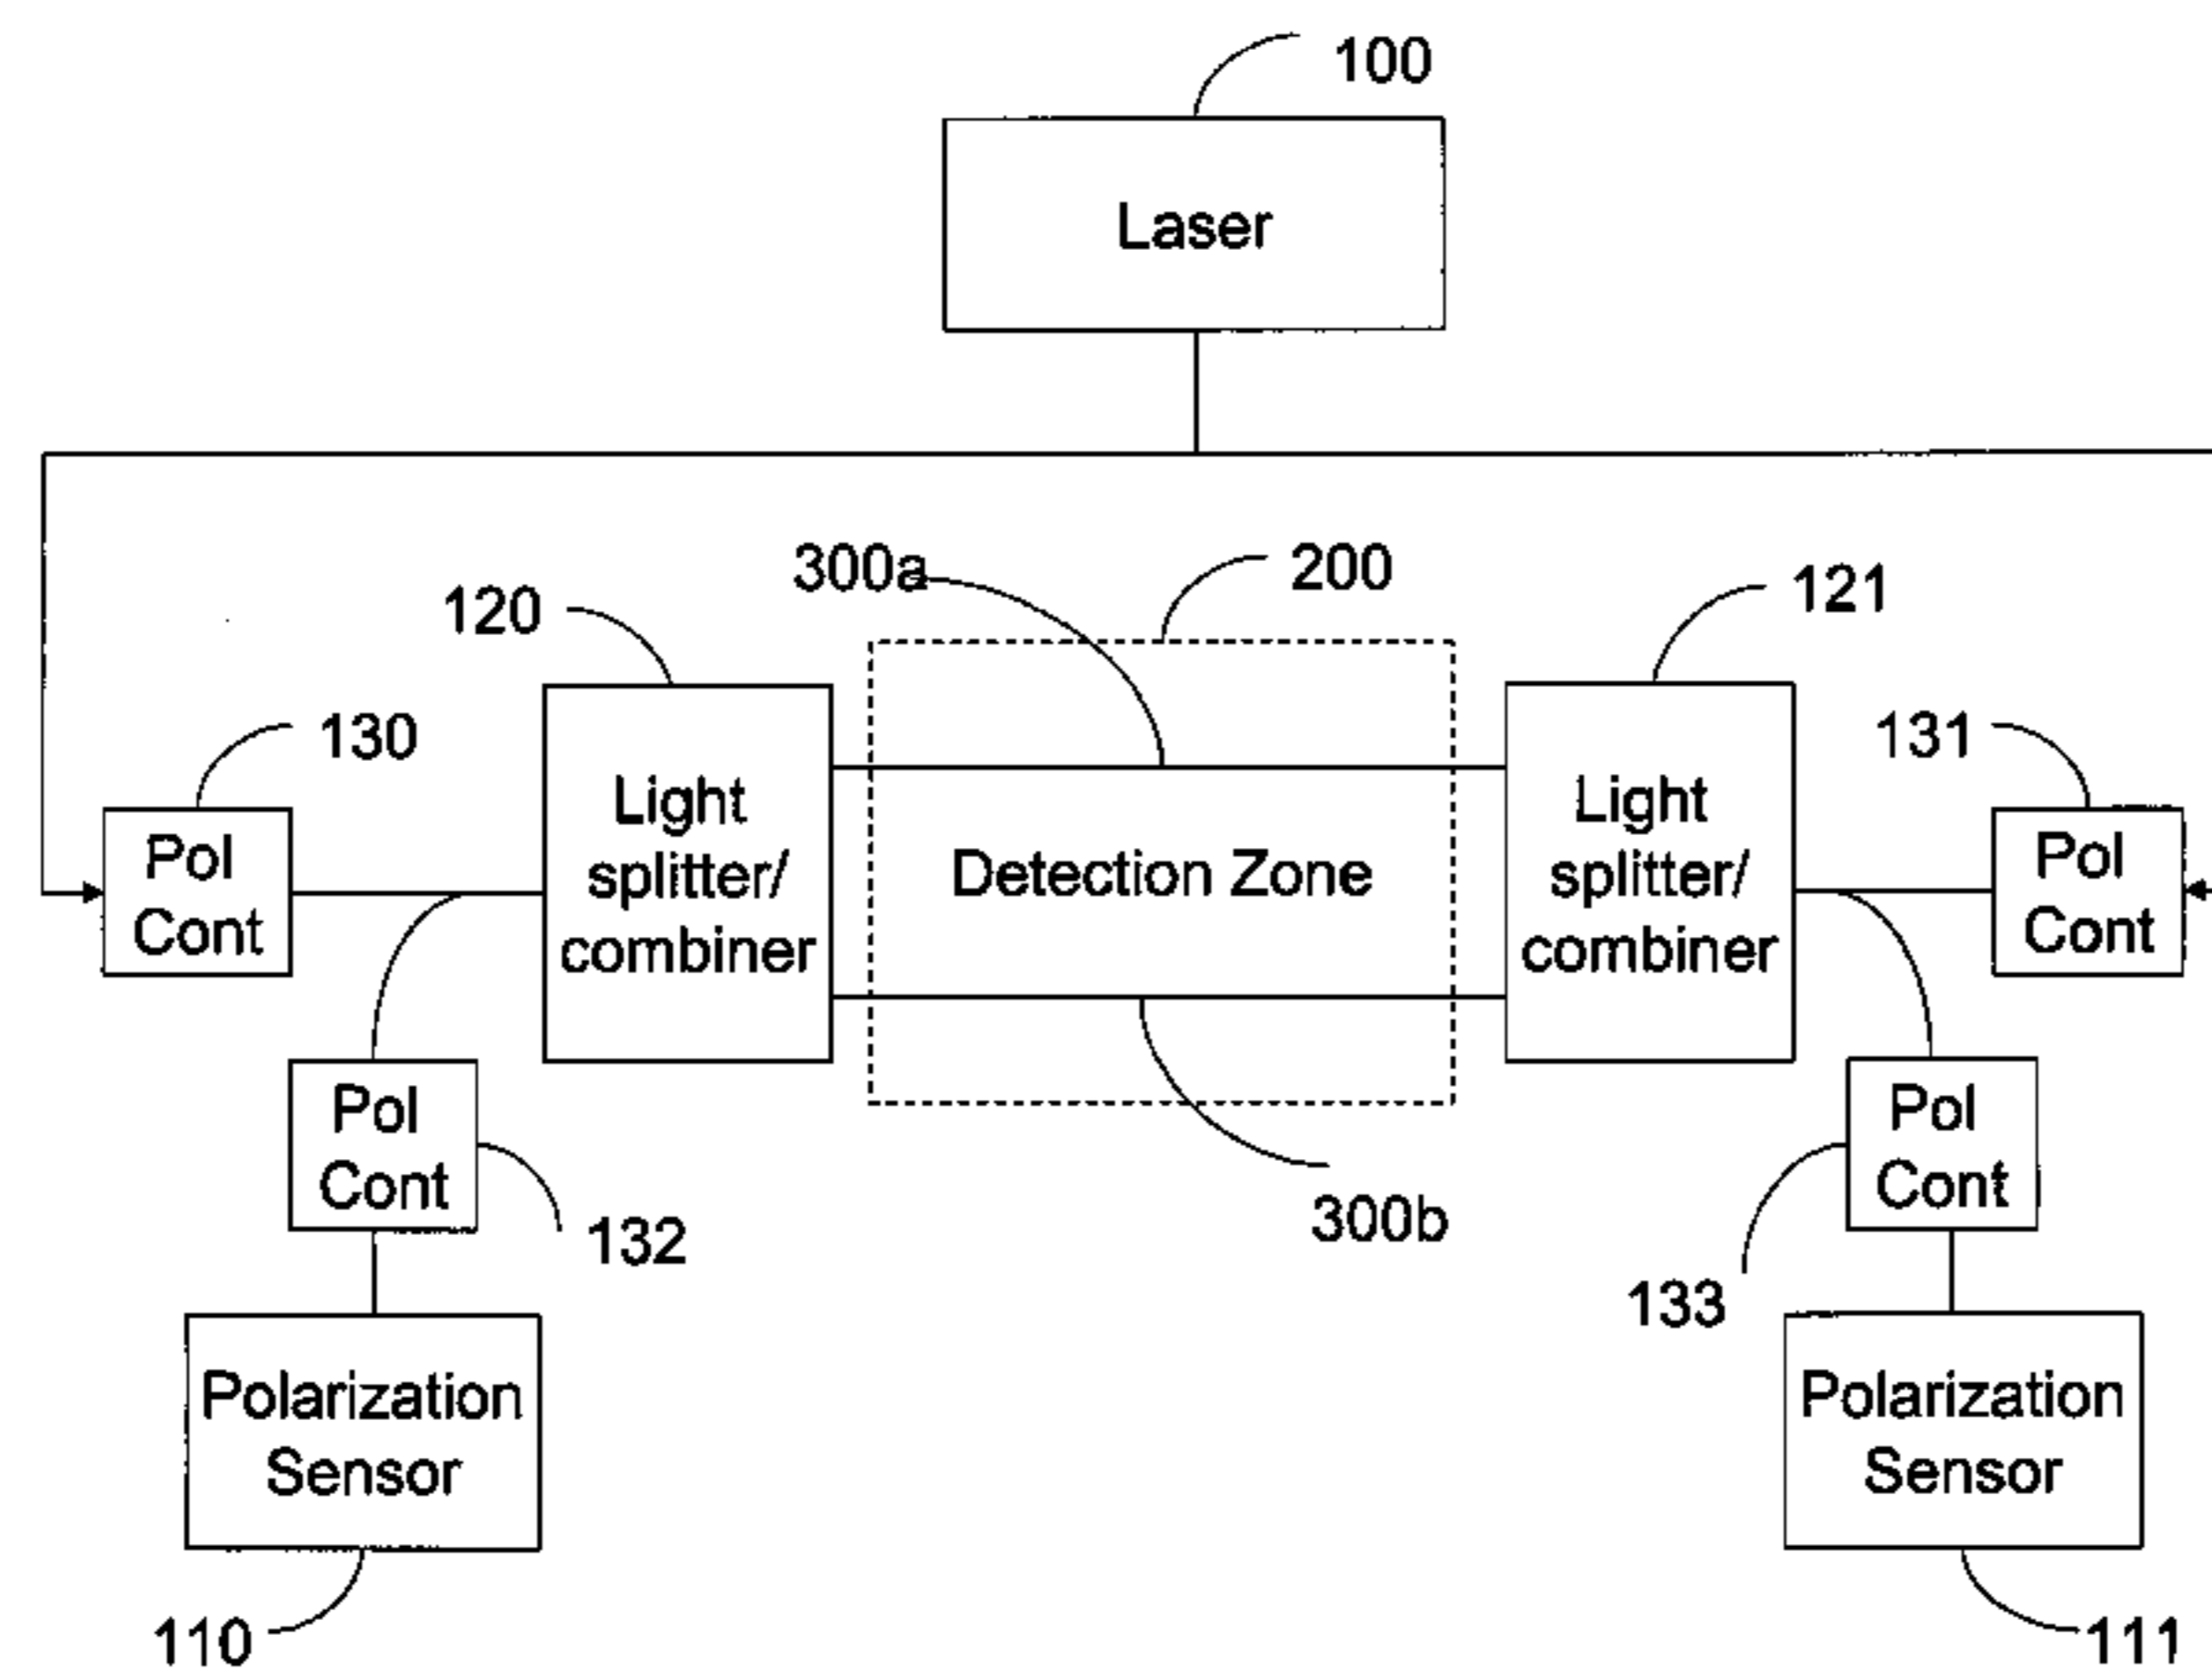 100
Laser
300a
200
120
121
130
131
Light
splitter/
combiner
Detection Zone
Light
splitter/
combiner
Pol
Cont
Pol
Cont
Pol
Cont
132
300b
Pol
Cont
133
Polarization
Sensor
Polarization
Sensor
110
111